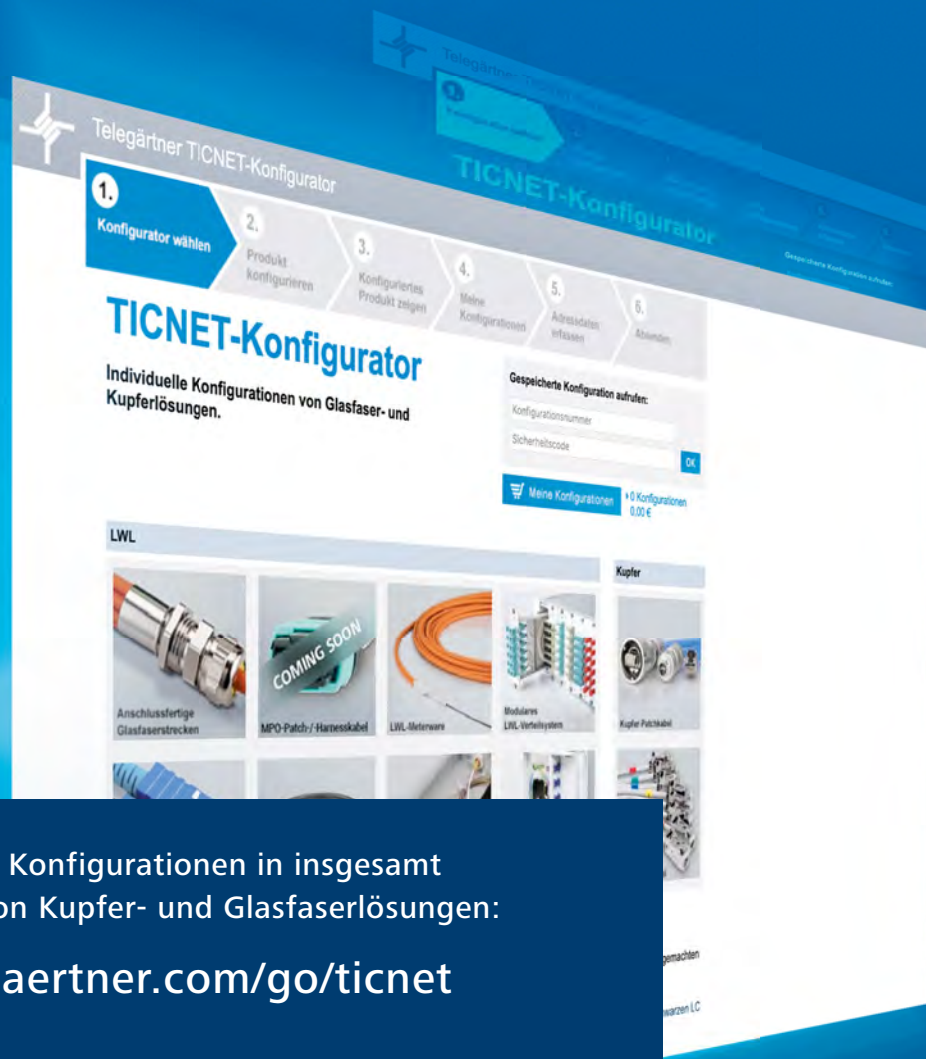 Telegärtner TICNET-Konfigurator
1.
Konfigurator wählen
2.
Produkt
konfigurieren
3.
Konfiguriertes
Produkt zeigen
4.
Meine
Konfigurationen
5.
Adressdaten
erfassen
6.
Absenden
TICNET-Konfigurator
Gespeicherte Konfiguration aufrufen
TICNET-Konfigurator
Individuelle Konfigurationen von Glasfaser- und
Kupferlösungen.
Gespeicherte Konfiguration aufrufen:
Konfigurationsnummer
Sicherheitscode
OK
Meine Konfigurationen
0 Konfigurationen
0,00 €
LWL
Kupfer
Anschlussfertige
Glasfaserstrecken
COMING SOON
MPO-Patch-/-Harnesskabel
LWL-Meterware
Modulares
LWL-Verteilsystem
Kupfer-Patchkabel
Konfigurationen in insgesamt
on Kupfer- und Glasfaserlösungen:
aertner.com/go/ticnet
gemachten
warzen LC